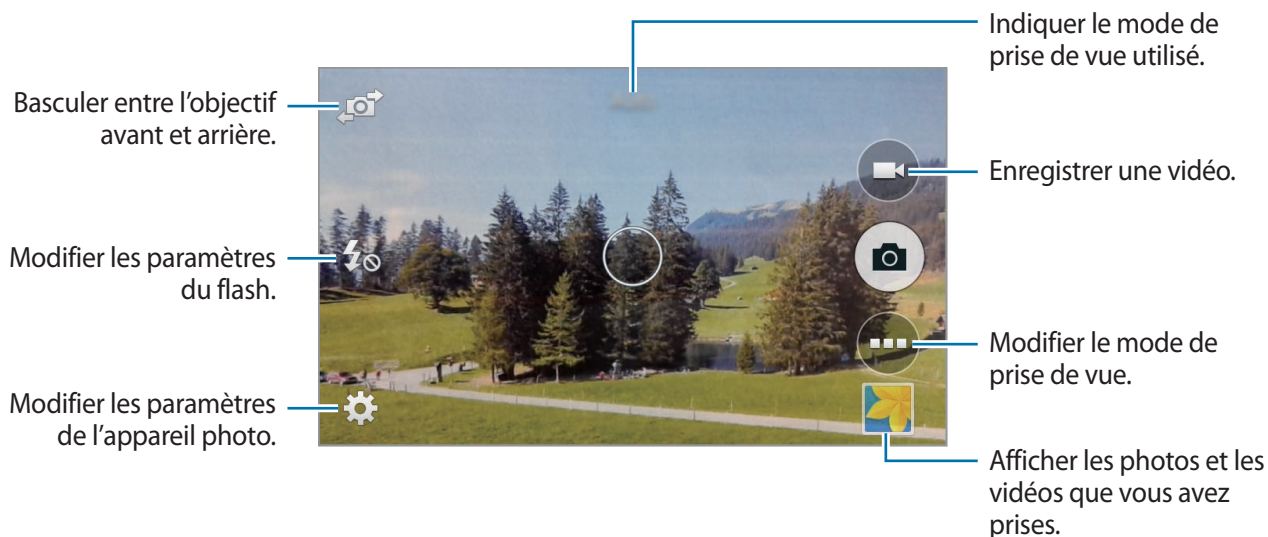 Indiquer le mode de
prise de vue utilisé.
Basculer entre l'objectif
avant et arrière.
Enregistrer une vidéo.
Modifier les paramètres
du flash.
Modifier le mode de
prise de vue.
Modifier les paramètres
de l'appareil photo.
Afficher les photos et les
vidéos que vous avez
prises.